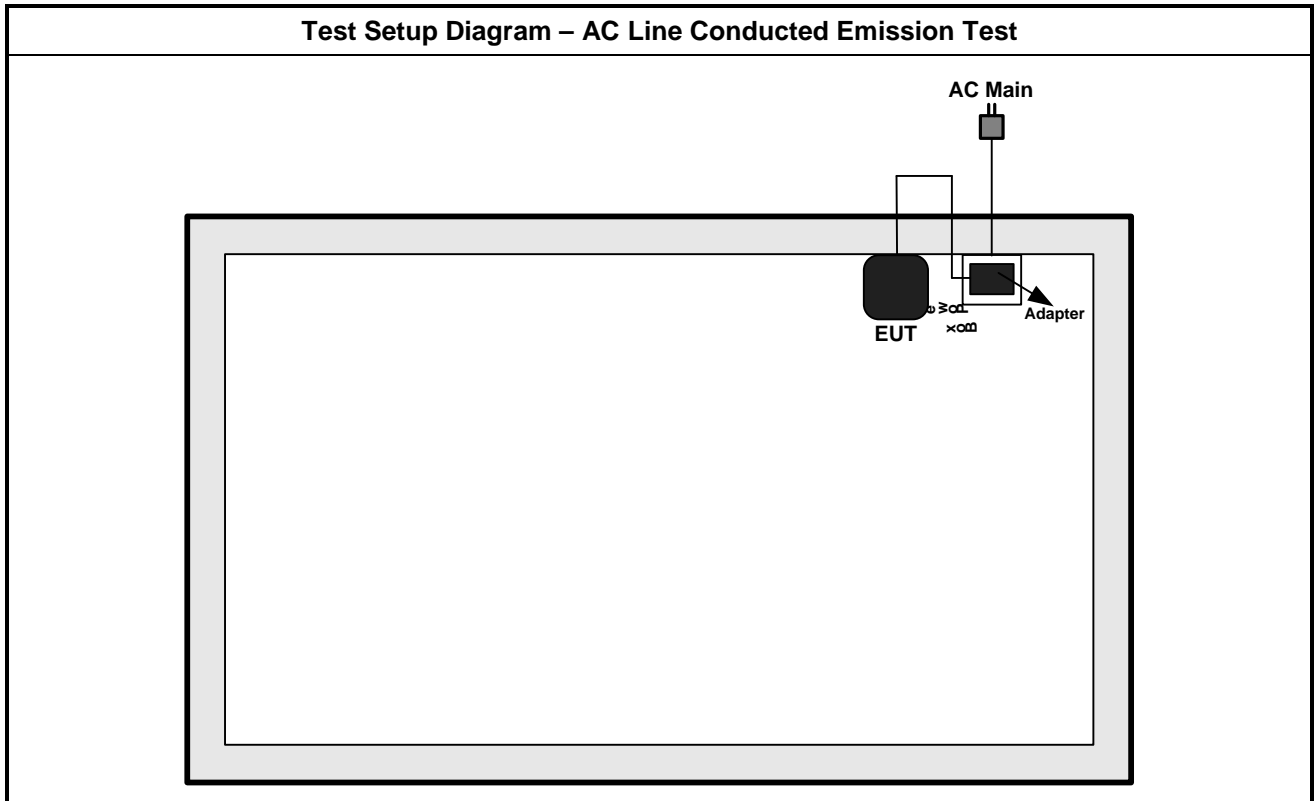 Test Setup Diagram – AC Line Conducted Emission Test
AC Main
Adapter
EUT